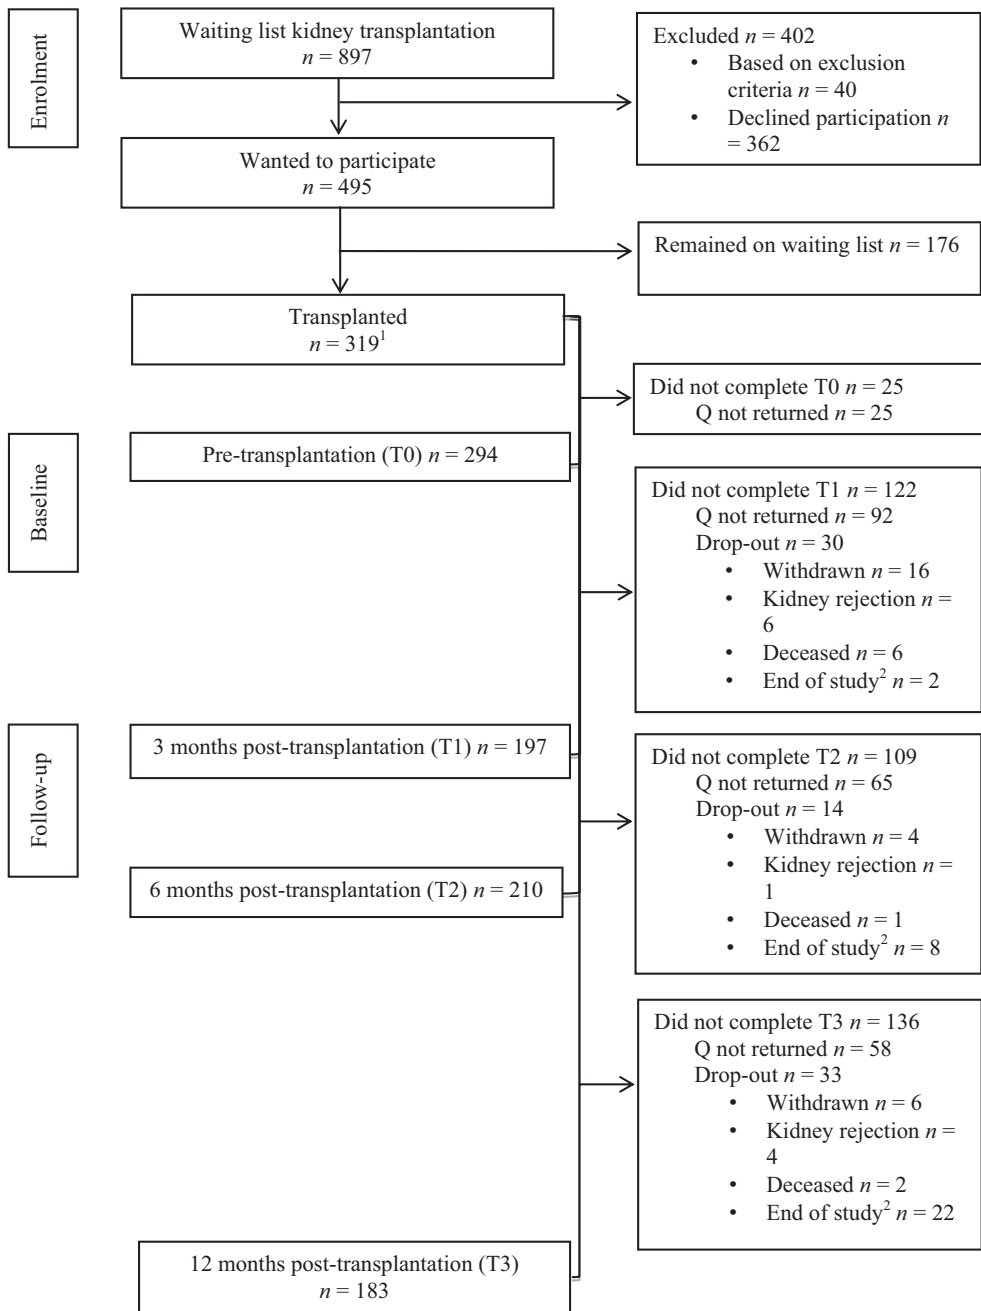 Enrolment
Waiting list kidney transplantation
n = 897
Excluded n = 402
• Based on exclusion
criteria n = 40
• Declined participation n
= 362
Wanted to participate
n = 495
Remained on waiting list n = 176
Transplanted
n = 319¹
Did not complete T0 n = 25
Q not returned n = 25
Baseline
Pre-transplantation (T0) n = 294
Did not complete T1 n = 122
Q not returned n = 92
Drop-out n = 30
• Withdrawn n = 16
• Kidney rejection n =
6
• Deceased n = 6
• End of study² n = 2
Follow-up
3 months post-transplantation (T1) n = 197
Did not complete T2 n = 109
Q not returned n = 65
Drop-out n = 14
• Withdrawn n = 4
• Kidney rejection n =
1
• Deceased n = 1
• End of study² n = 8
6 months post-transplantation (T2) n = 210
Did not complete T3 n = 136
Q not returned n = 58
Drop-out n = 33
• Withdrawn n = 6
• Kidney rejection n =
4
• Deceased n = 2
• End of study² n = 22
12 months post-transplantation (T3)
n = 183